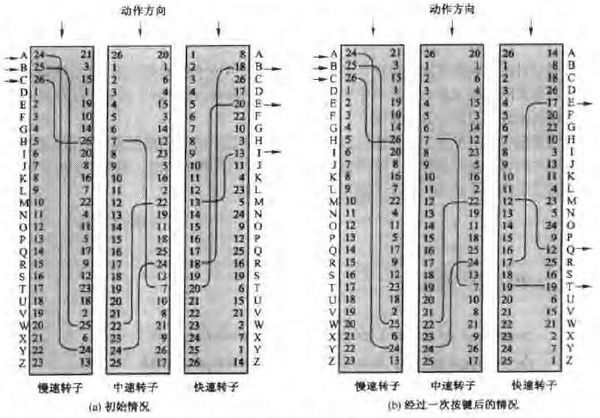 动作方向 动作方向
A 24 21 26 20 1 8 A A 24 21 26 20 26 14 A
B 25 3 1 1 2 18 B B 25 3 1 1 1 8 B
C 26 15 2 6 3 26 C C 26 15 2 6 2 18 C
D 1 1 3 4 4 17 D D 1 1 3 4 3 26 D
E 2 19 4 15 5 20 E E 2 19 4 15 4 17 E
F 3 10 5 3 6 22 F F 3 10 5 3 5 20 F
G 4 14 6 14 7 10 G G 4 14 6 14 6 22 G
H 5 26 7 12 8 3 H H 5 26 7 12 7 10 H
I 6 20 8 23 9 13 I I 6 20 8 23 8 3 I
J 7 8 9 5 10 11 J J 7 8 9 5 9 13 J
K 8 16 10 16 11 4 K K 8 16 10 16 10 11 K
L 9 7 11 2 12 23 L L 9 7 11 2 11 4 L
M 10 22 12 22 13 5 M M 10 22 12 22 12 23 M
N 11 4 13 19 14 24 N N 11 4 13 19 13 5 N
O 12 11 14 11 15 9 O O 12 11 14 11 14 24 O
P 13 5 15 18 16 12 P P 13 5 15 18 15 9 P
Q 14 17 16 25 17 25 Q Q 14 17 16 25 16 12 Q
R 15 9 17 24 18 16 R R 15 9 17 24 17 25 R
S 16 12 18 13 19 19 S S 16 12 18 13 18 16 S
T 17 23 19 7 20 6 T T 17 23 19 7 19 19 T
U 18 18 20 10 21 15 U U 18 18 20 10 20 6 U
V 19 2 21 8 22 21 V V 19 2 21 8 21 15 V
W 20 25 22 21 23 2 W W 20 25 22 21 22 21 W
X 21 6 23 9 24 7 X X 21 6 23 9 23 2 X
Y 22 24 24 26 25 1 Y Y 22 24 24 26 24 7 Y
Z 23 13 25 17 26 14 Z Z 23 13 25 17 25 1 Z
慢速转子 中速转子 快速转子 慢速转子 中速转子 快速转子
(a) 初始情况 (b) 经过一次按键后的情况